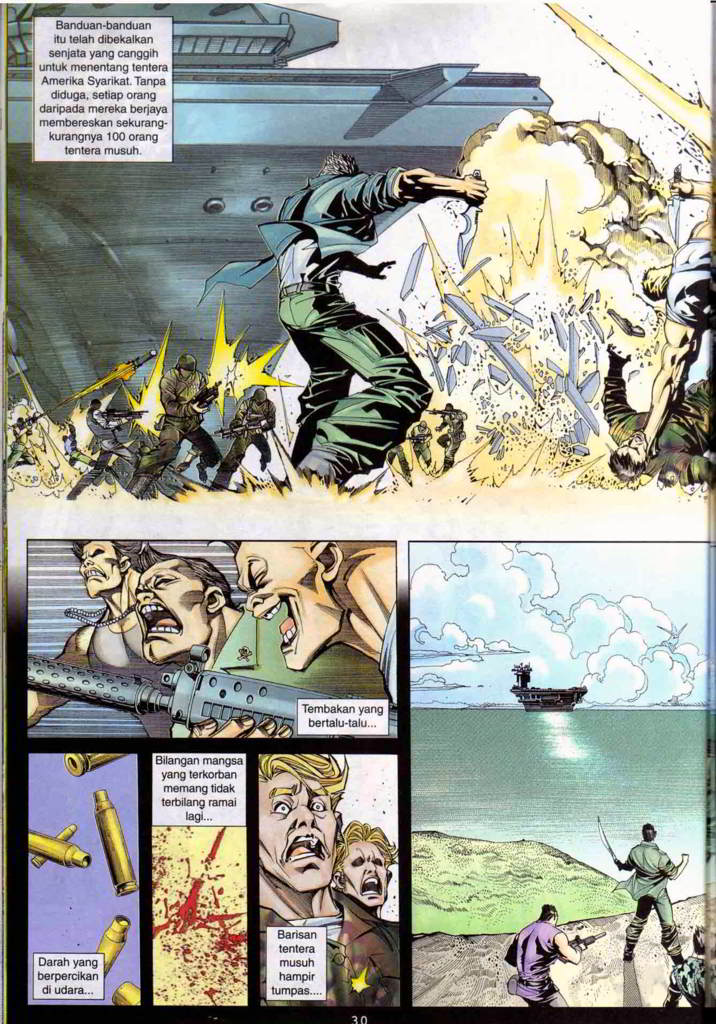 Banduan-banduan
itu telah dibekalkan
senjata yang canggih
untuk menentang tentera
Amerika Syarikat. Tanpa
diduga, setiap orang
daripada mereka berjaya
membereskan sekurang-
kurangnya 100 orang
tentera musuh.
Tembakan yang
bertalu-talu...
Darah yang
berpercikan
di udara...
Bilangan mangsa
yang terkorban
memang tidak
terbilang ramai
lagi...
Barisan
tentera
musuh
hampir
tumpas....
30